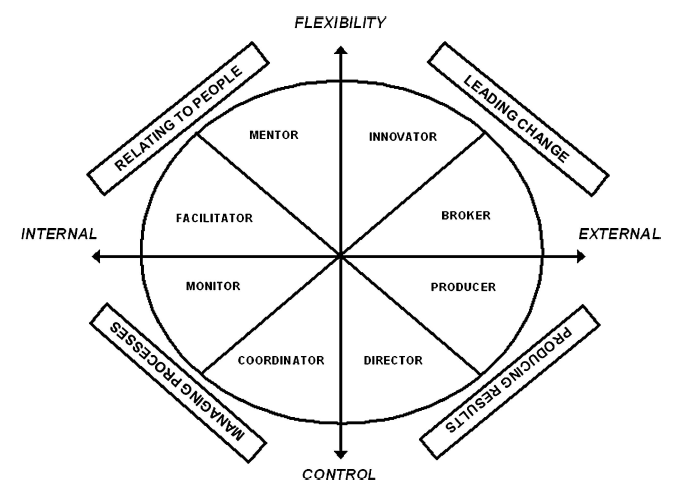 FLEXIBILITY
RELATING TO PEOPLE
LEADING CHANGE
MENTOR
INNOVATOR
FACILITATOR
BROKER
INTERNAL
EXTERNAL
MONITOR
PRODUCER
COORDINATOR
DIRECTOR
MANAGING PROCESSES
PRODUCING RESULTS
CONTROL